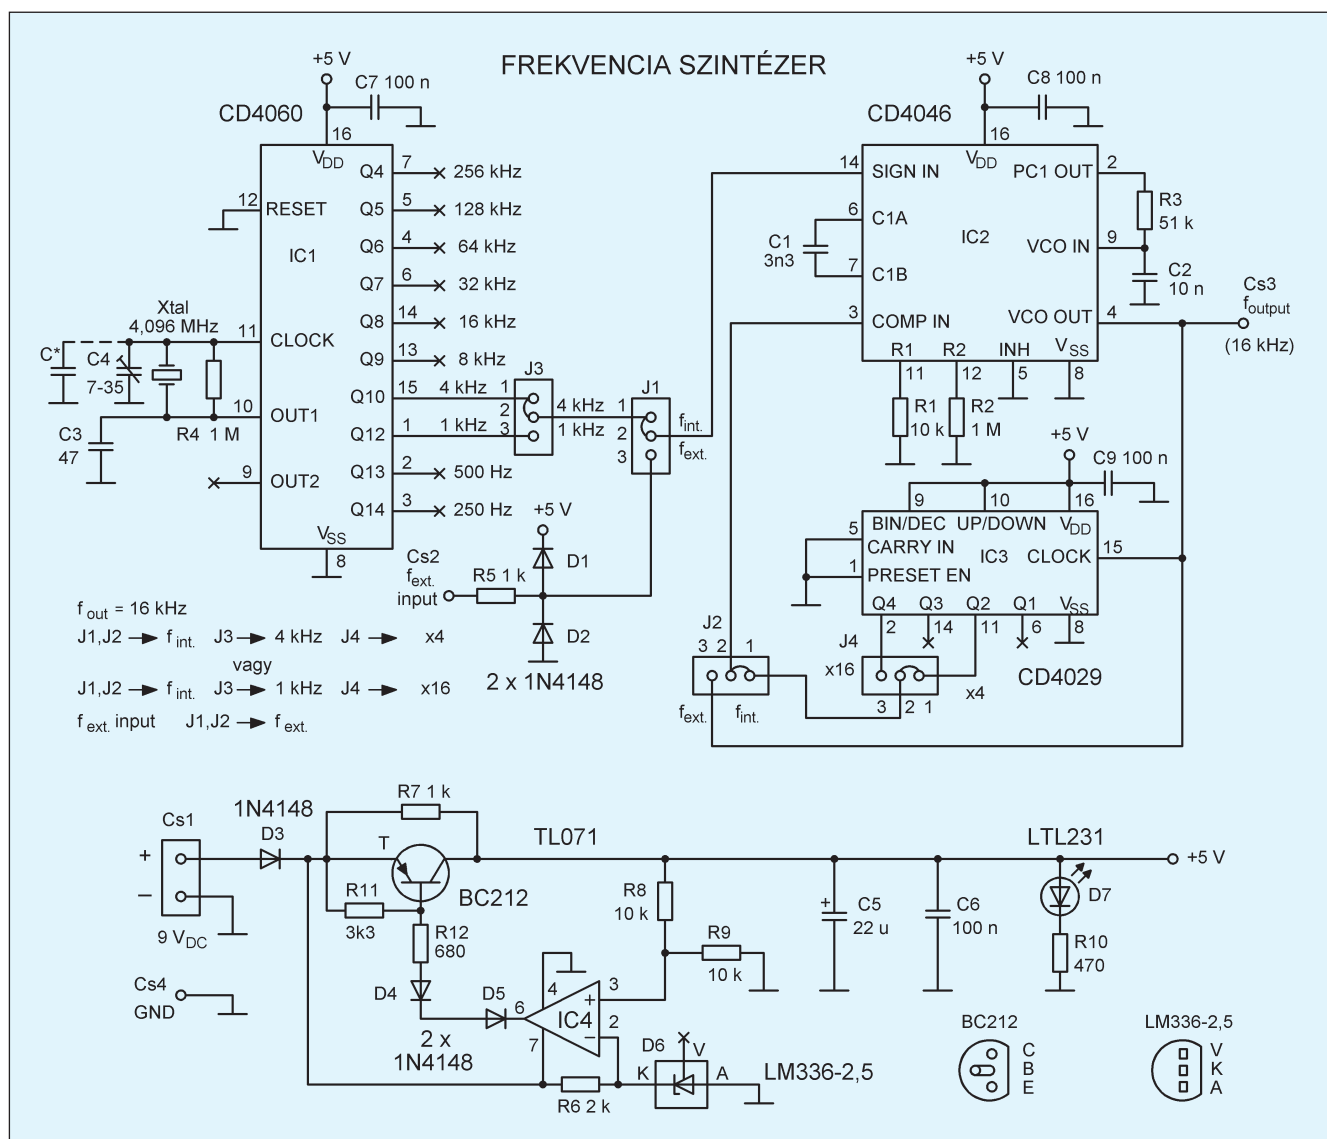 FREKVENCIA SZINTÉZER
+5 V
C7 100 n
CD4060
16
VDD
Q4 7 256 kHz
12 RESET
Q5 5 128 kHz
IC1
Q6 4 64 kHz
Q7 6 32 kHz
Q8 14 16 kHz
Xtal
4,096 MHz
11 CLOCK
Q9 13 8 kHz
C*
C4
7-35
Q10 15 4 kHz
10 OUT1
R4 1 M
C3
47
Q12 1 1 kHz
9 OUT2
Q13 2 500 Hz
Q14 3 250 Hz
VSS
8
J3
1
2
3
4 kHz
1 kHz
J1
1
2
3
fint.
fext.
+5 V
D1
Cs2
fext.
input
R5 1 k
D2
2 x 1N4148
+5 V
C8 100 n
CD4046
16
VDD
14 SIGN IN
PC1 OUT 2
R3
51 k
6 C1A
IC2
C1
3n3
VCO IN 9
7 C1B
C2
10 n
Cs3
foutput
(16 kHz)
3 COMP IN
VCO OUT 4
R1 R2 INH VSS
11 12 5 8
R1
10 k
R2
1 M
+5 V
C9 100 n
9 10 16
BIN/DEC UP/DOWN VDD
5 CARRY IN
IC3
CLOCK 15
1 PRESET EN
Q4 Q3 Q2 Q1 VSS
2 14 11 6 8
J2
3 2 1
fext. fint.
J4
x16
x4
3 2 1
CD4029
fout = 16 kHz
J1,J2 → fint. J3 → 4 kHz J4 → x4
vagy
J1,J2 → fint. J3 → 1 kHz J4 → x16
fext. input J1,J2 → fext.
Cs1
+
−
9 VDC
1N4148
D3
R7 1 k
T
BC212
R11
3k3
R12
680
TL071
R8
10 k
R9
10 k
+
C5
22 u
C6
100 n
LTL231
+5 V
D7
R10
470
Cs4
GND
D4
D5
2 x
1N4148
6
4
3
+
IC4
2
−
7
R6 2 k
D6
V
K
A
LM336-2,5
BC212
C
B
E
LM336-2,5
V
K
A